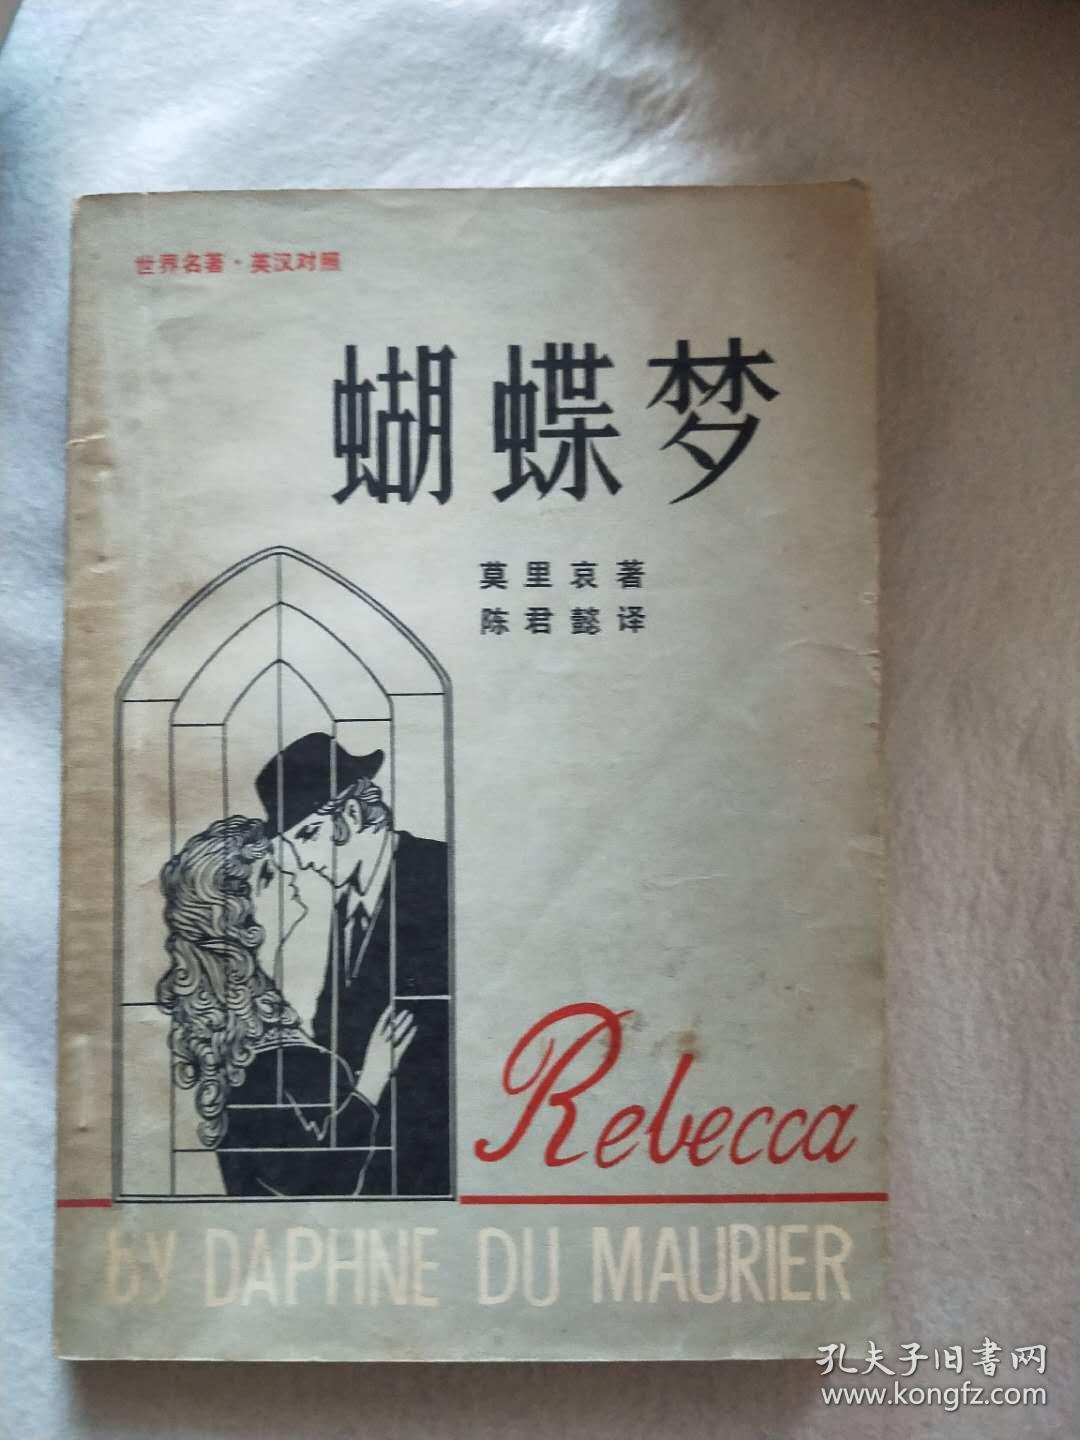 世界名著·英汉对照
蝴蝶梦
莫里哀著
陈君懿译
Rebecca
by DAPHNE DU MAURIER
孔夫子旧書网
www.kongfz.com